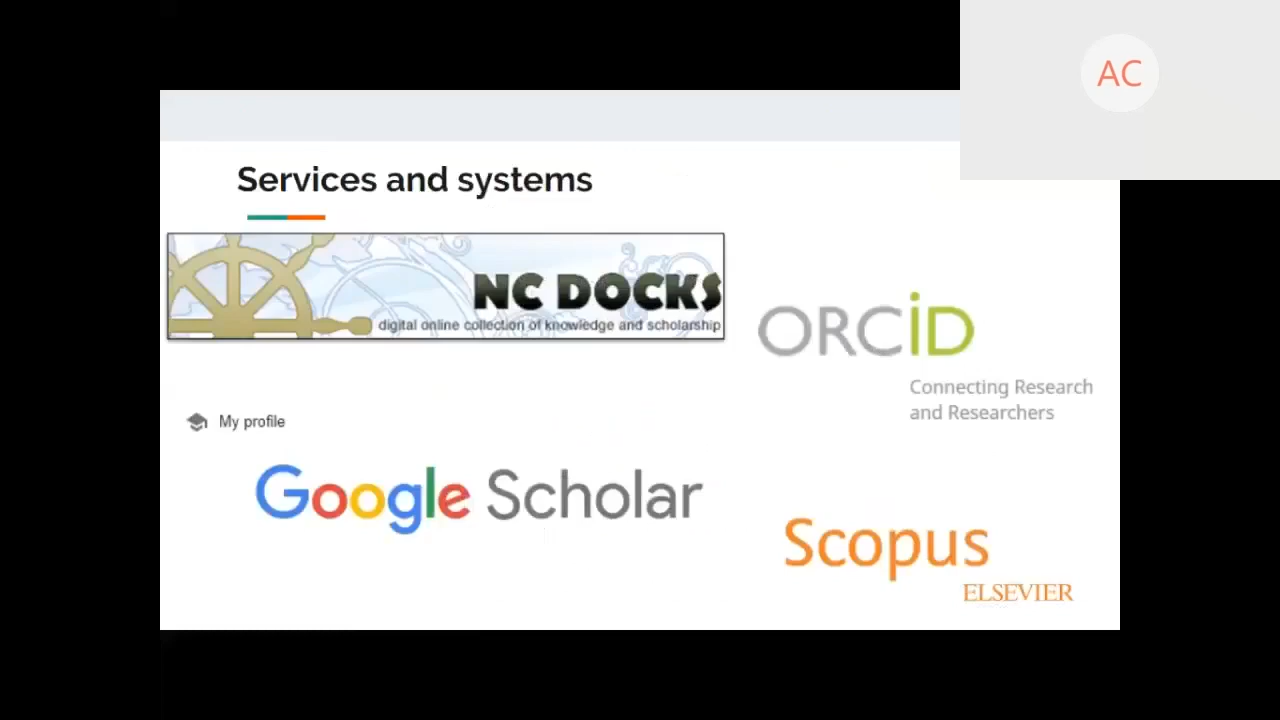 AC
Services and systems
NC DOCKS
digital online collection of knowledge and scholarship
ORCiD
Connecting Research
and Researchers
My profile
Google Scholar
Scopus
ELSEVIER